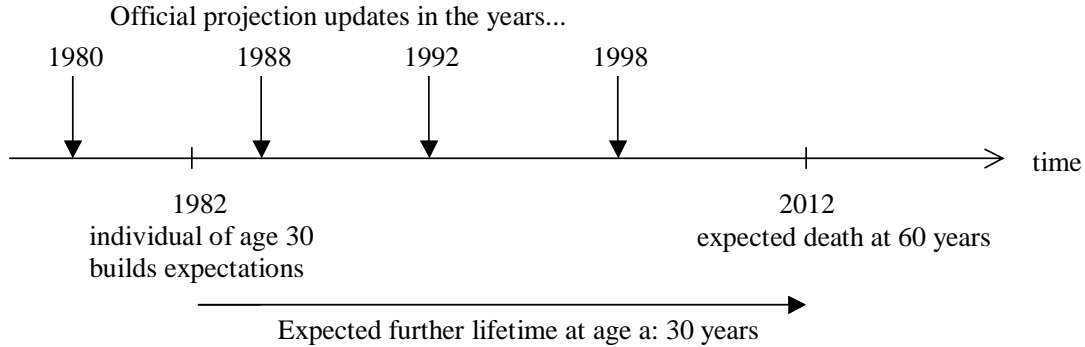 Official projection updates in the years...
1980 1988 1992 1998
time
1982 2012
individual of age 30 expected death at 60 years
builds expectations
Expected further lifetime at age a: 30 years